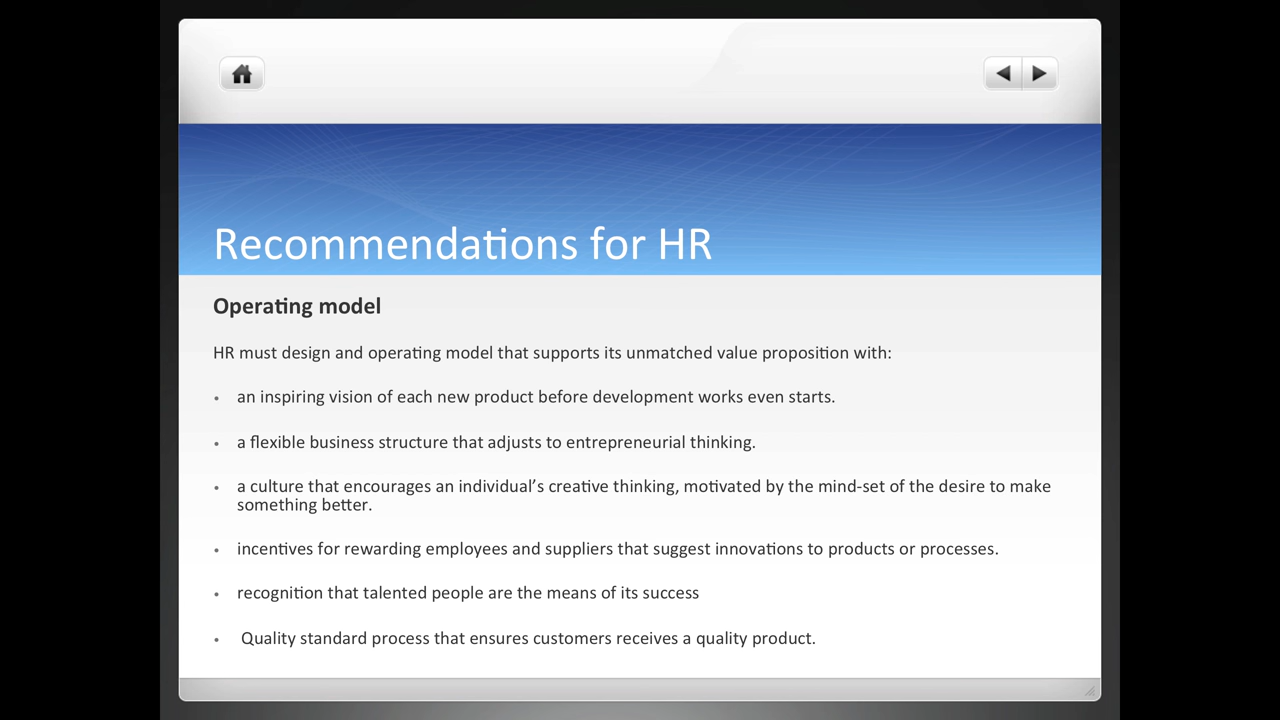 Recommendations for HR
Operating model
HR must design and operating model that supports its unmatched value proposition with:
• an inspiring vision of each new product before development works even starts.
• a flexible business structure that adjusts to entrepreneurial thinking.
• a culture that encourages an individual’s creative thinking, motivated by the mind-set of the desire to make
something better.
• incentives for rewarding employees and suppliers that suggest innovations to products or processes.
• recognition that talented people are the means of its success
• Quality standard process that ensures customers receives a quality product.